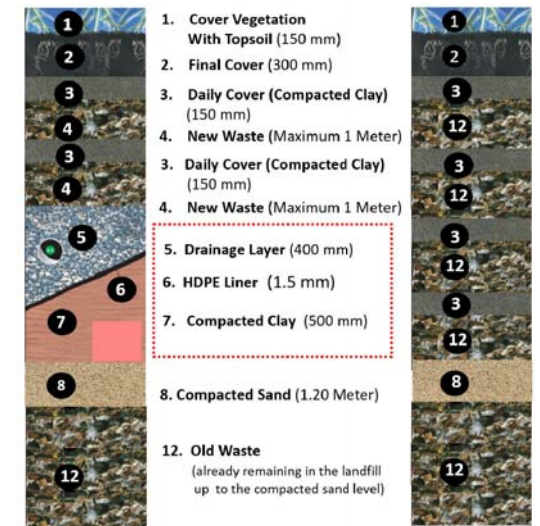 1
2
3
4
3
4
5
6
7
8
12
1. Cover Vegetation
With Topsoil (150 mm)
2. Final Cover (300 mm)
3. Daily Cover (Compacted Clay)
(150 mm)
4. New Waste (Maximum 1 Meter)
3. Daily Cover (Compacted Clay)
(150 mm)
4. New Waste (Maximum 1 Meter)
5. Drainage Layer (400 mm)
6. HDPE Liner (1.5 mm)
7. Compacted Clay (500 mm)
8. Compacted Sand (1.20 Meter)
12. Old Waste
(already remaining in the landfill
up to the compacted sand level)
1
2
3
12
3
12
3
12
3
12
8
12